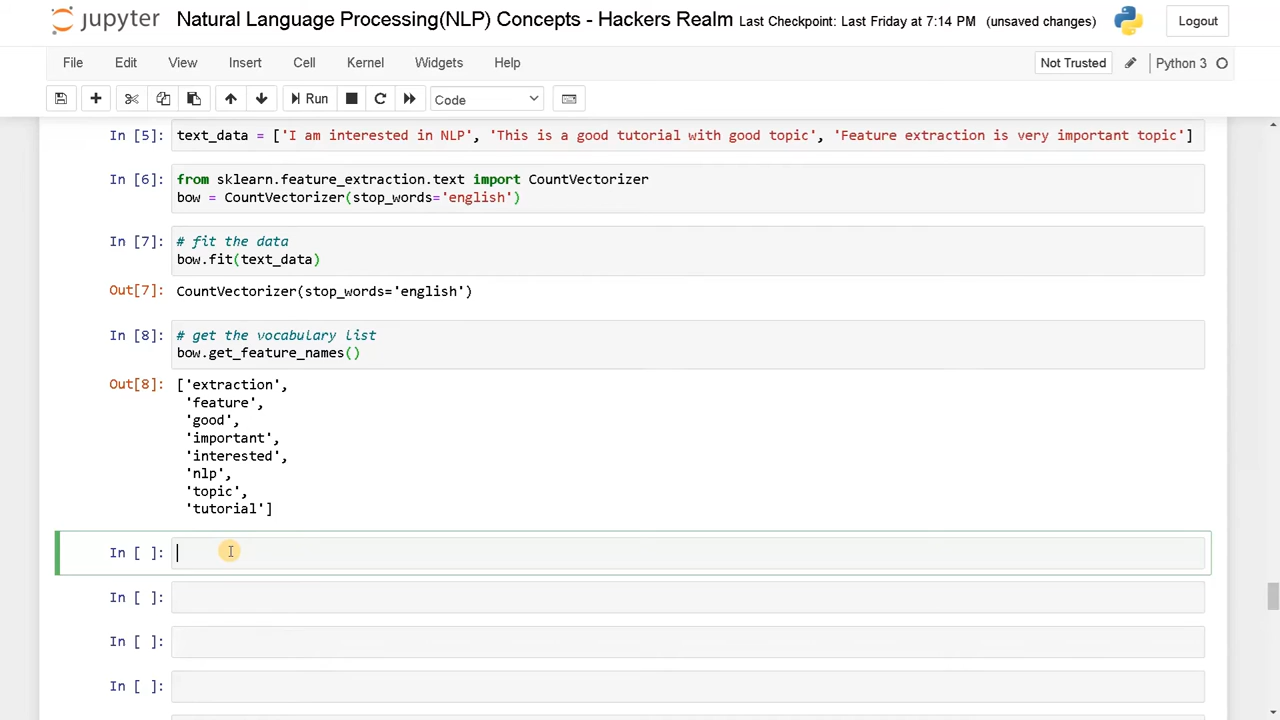 jupyter Natural Language Processing(NLP) Concepts - Hackers Realm Last Checkpoint: Last Friday at 7:14 PM (unsaved changes) Logout
File Edit View Insert Cell Kernel Widgets Help Not Trusted Python 3
Run Code
In [5]: text_data = ['I am interested in NLP', 'This is a good tutorial with good topic', 'Feature extraction is very important topic']
In [6]: from sklearn.feature_extraction.text import CountVectorizer
bow = CountVectorizer(stop_words='english')
In [7]: # fit the data
bow.fit(text_data)
Out[7]: CountVectorizer(stop_words='english')
In [8]: # get the vocabulary list
bow.get_feature_names()
Out[8]: ['extraction',
'feature',
'good',
'important',
'interested',
'nlp',
'topic',
'tutorial']
In [ ]:
In [ ]:
In [ ]:
In [ ]: